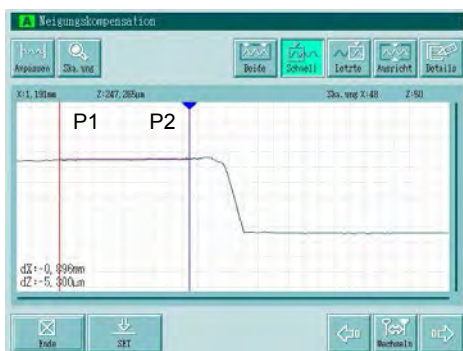 A Neigungskompensation
Anpassen Ska.ung Beide Schnell Letzte Ausricht Details
X:1,191mm Z:247,265µm Ska.ung X:48 Z:50
P1 P2
dX:-0,896mm
dZ:-5,300µm
Ende SET Wechseln